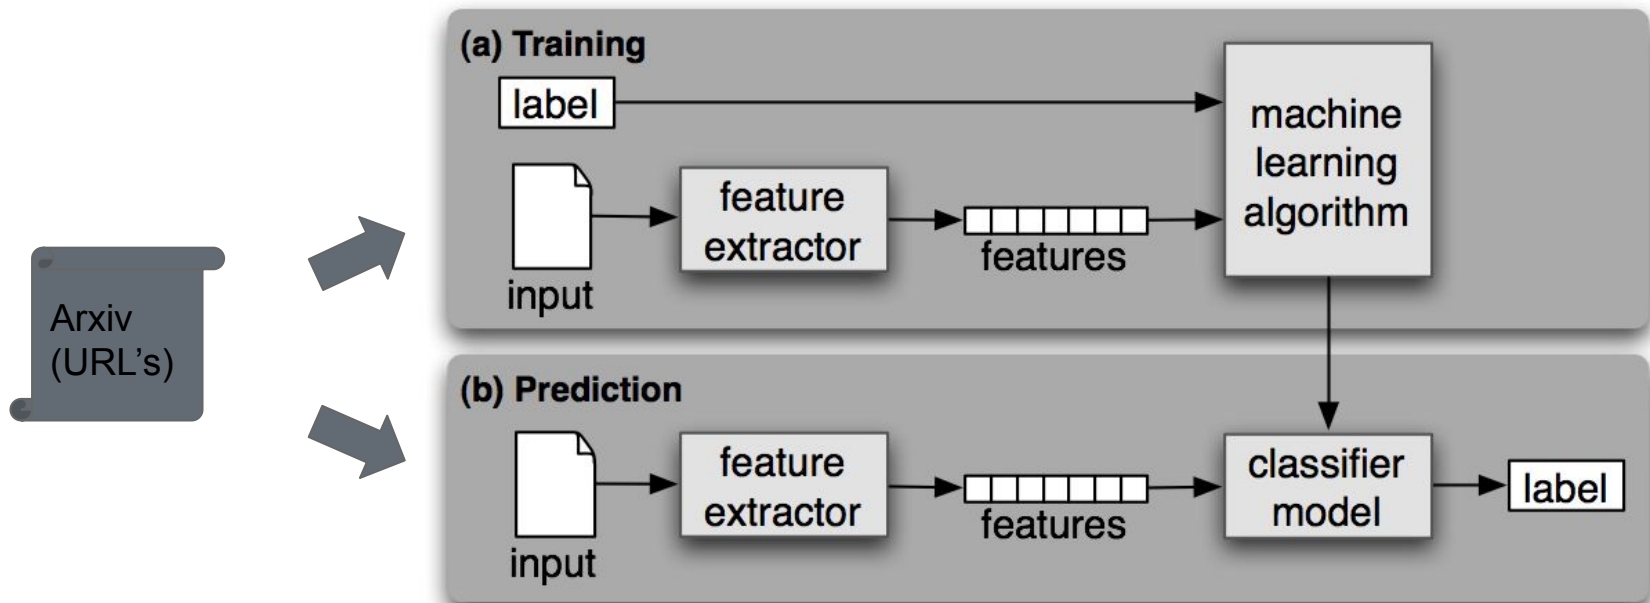 Arxiv
(URL's)
(a) Training
label
input
feature
extractor
features
machine
learning
algorithm
(b) Prediction
input
feature
extractor
features
classifier
model
label